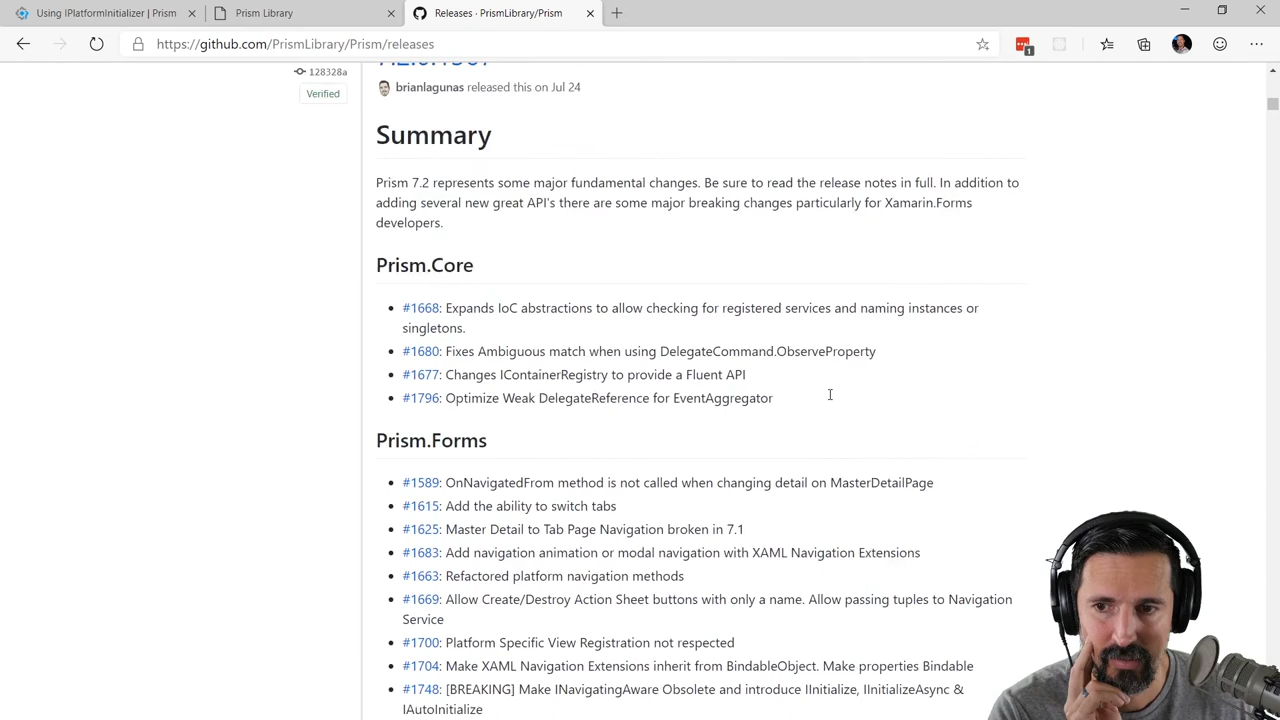 Using IPlatformInitializer | Prism
Prism Library
Releases · PrismLibrary/Prism
https://github.com/PrismLibrary/Prism/releases
1
128328a
Verified
brianlagunas released this on Jul 24
Summary
Prism 7.2 represents some major fundamental changes. Be sure to read the release notes in full. In addition to
adding several new great API's there are some major breaking changes particularly for Xamarin.Forms
developers.
Prism.Core
#1668: Expands IoC abstractions to allow checking for registered services and naming instances or
singletons.
#1680: Fixes Ambiguous match when using DelegateCommand.ObserveProperty
#1677: Changes IContainerRegistry to provide a Fluent API
#1796: Optimize Weak DelegateReference for EventAggregator
Prism.Forms
#1589: OnNavigatedFrom method is not called when changing detail on MasterDetailPage
#1615: Add the ability to switch tabs
#1625: Master Detail to Tab Page Navigation broken in 7.1
#1683: Add navigation animation or modal navigation with XAML Navigation Extensions
#1663: Refactored platform navigation methods
#1669: Allow Create/Destroy Action Sheet buttons with only a name. Allow passing tuples to Navigation
Service
#1700: Platform Specific View Registration not respected
#1704: Make XAML Navigation Extensions inherit from BindableObject. Make properties Bindable
#1748: [BREAKING] Make INavigatingAware Obsolete and introduce IInitialize, IInitializeAsync &
IAutoInitialize